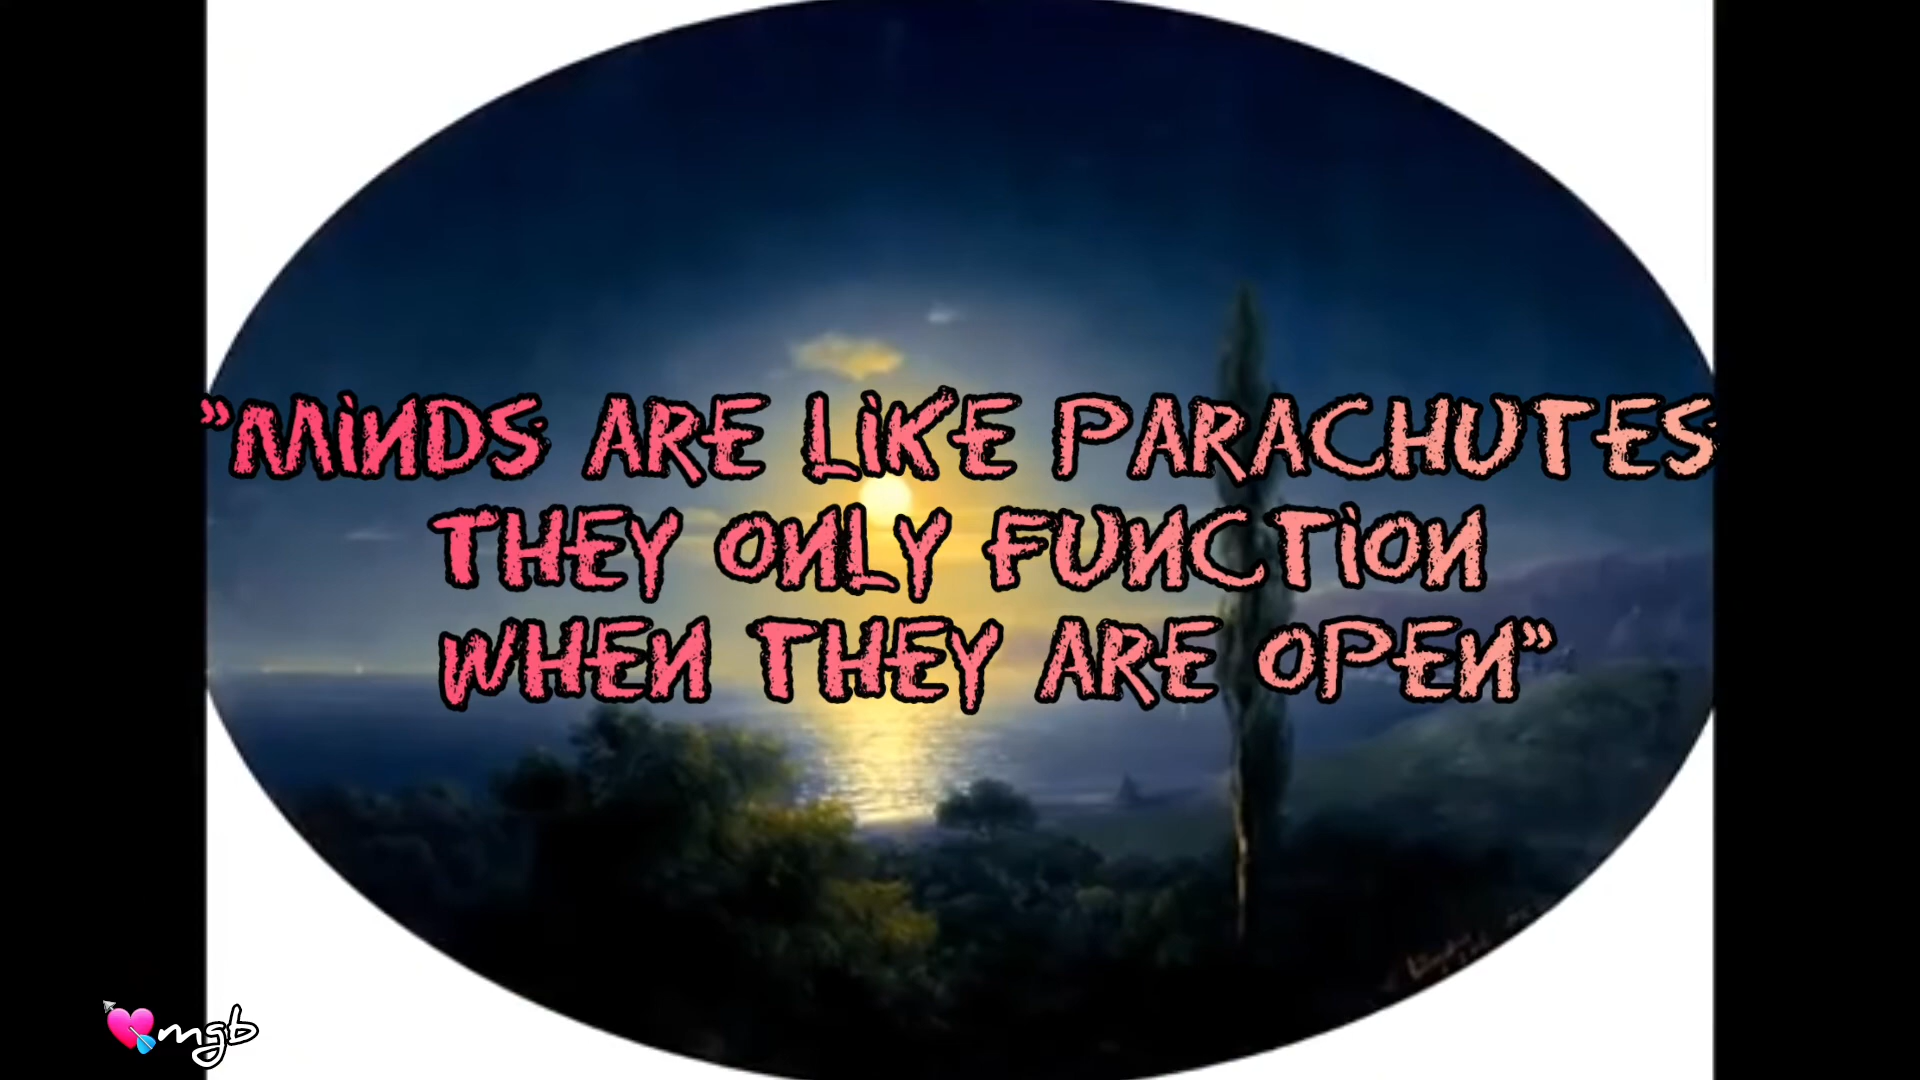 "MiNDS ARE LiKE PARACHUTES
THEY ONLY FUNCTiON
WHEN THEY ARE OPEN"
mgb